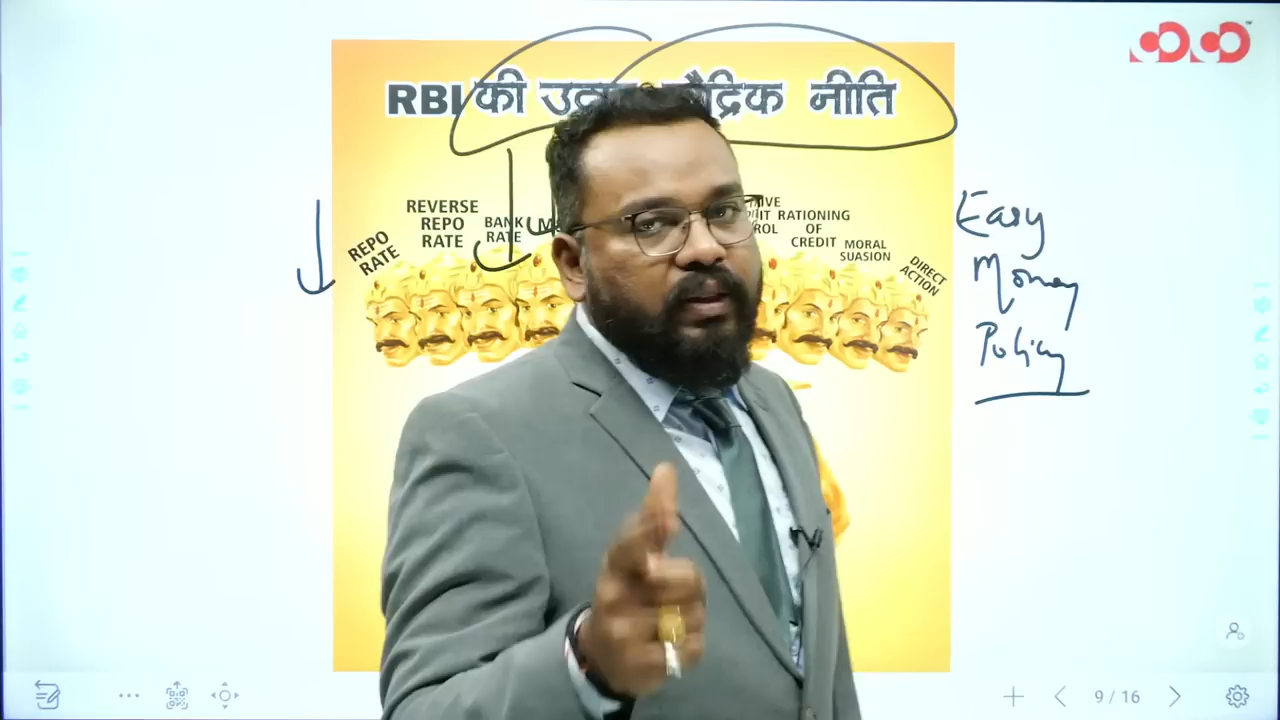 RBI की मौद्रिक नीति
REPO
RATE
REVERSE
REPO
RATE
BANK
RATE
RATIONING
OF
CREDIT
MORAL
SUASION
DIRECT
ACTION
Easy
Money
Policy
9 / 16